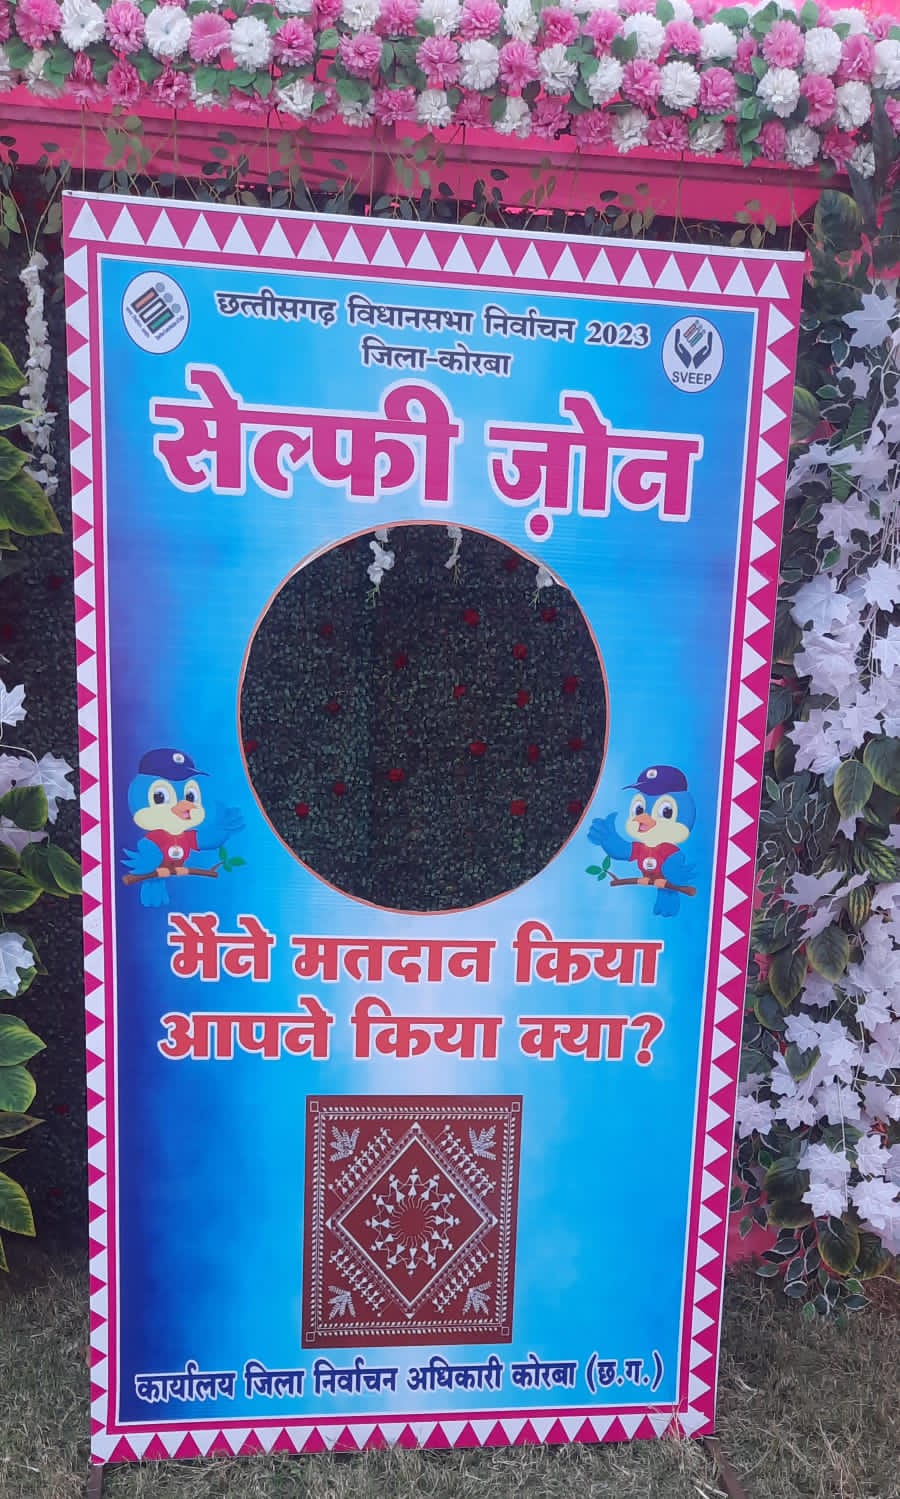 छत्तीसगढ़ विधानसभा निर्वाचन 2023
जिला-कोरबा
SVEEP
सेल्फी ज़ोन
मैंने मतदान किया
आपने किया क्या?
कार्यालय जिला निर्वाचन अधिकारी कोरबा (छ.ग.)